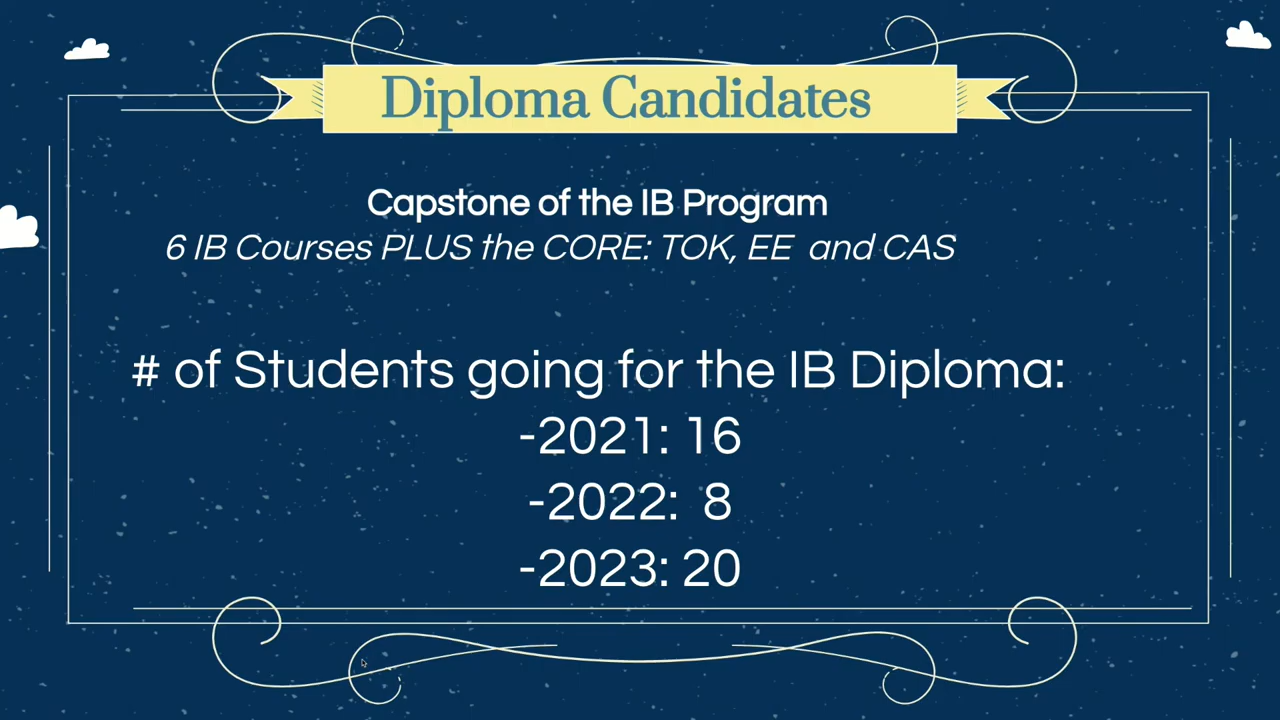 Diploma Candidates
Capstone of the IB Program
6 IB Courses PLUS the CORE: TOK, EE  and CAS
# of Students going for the IB Diploma:
-2021: 16
-2022:  8
-2023: 20